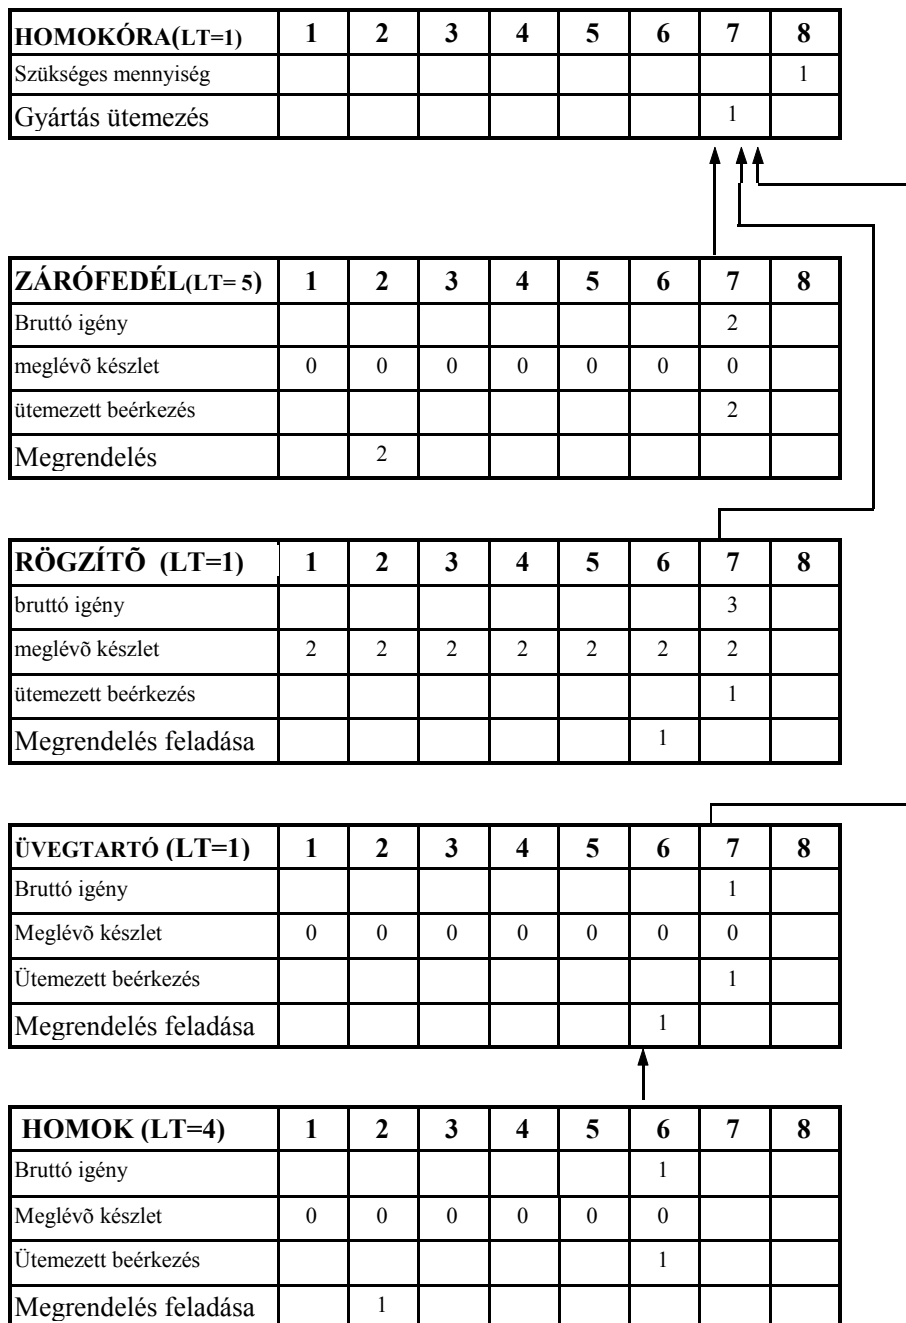 HOMOKÓRA(LT=1) 1 2 3 4 5 6 7 8
Szükséges mennyiség 1
Gyártás ütemezés 1
ZÁRÓFEDÉL(LT= 5) 1 2 3 4 5 6 7 8
Bruttó igény 2
meglévõ készlet 0 0 0 0 0 0 0
ütemezett beérkezés 2
Megrendelés 2
RÖGZÍTÕ (LT=1) 1 2 3 4 5 6 7 8
bruttó igény 3
meglévõ készlet 2 2 2 2 2 2 2
ütemezett beérkezés 1
Megrendelés feladása 1
ÜVEGTARTÓ (LT=1) 1 2 3 4 5 6 7 8
Bruttó igény 1
Meglévõ készlet 0 0 0 0 0 0 0
Ütemezett beérkezés 1
Megrendelés feladása 1
HOMOK (LT=4) 1 2 3 4 5 6 7 8
Bruttó igény 1
Meglévõ készlet 0 0 0 0 0 0
Ütemezett beérkezés 1
Megrendelés feladása 1